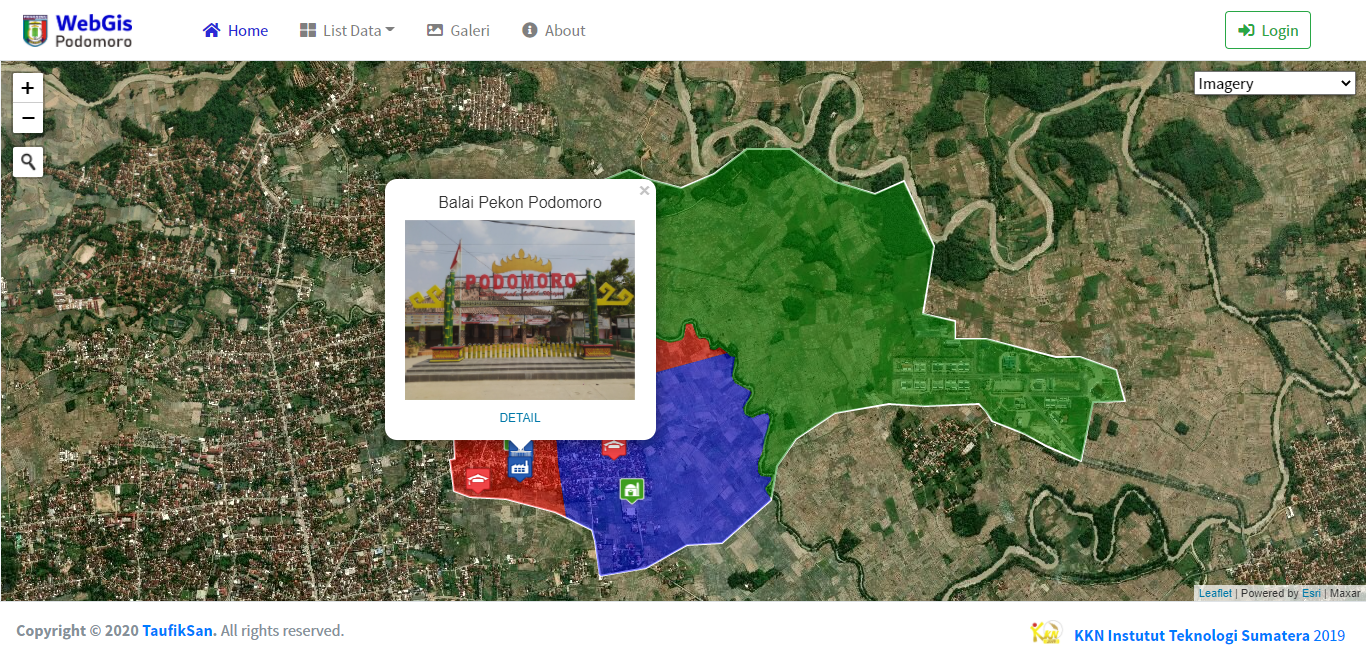 WebGis
Podomoro
Home
List Data
Galeri
About
Login
+
−
Imagery
×
Balai Pekon Podomoro
PODOMORO
DETAIL
Leaflet | Powered by Esri | Maxar
Copyright © 2020 TaufikSan. All rights reserved.
KKN Instutut Teknologi Sumatera 2019